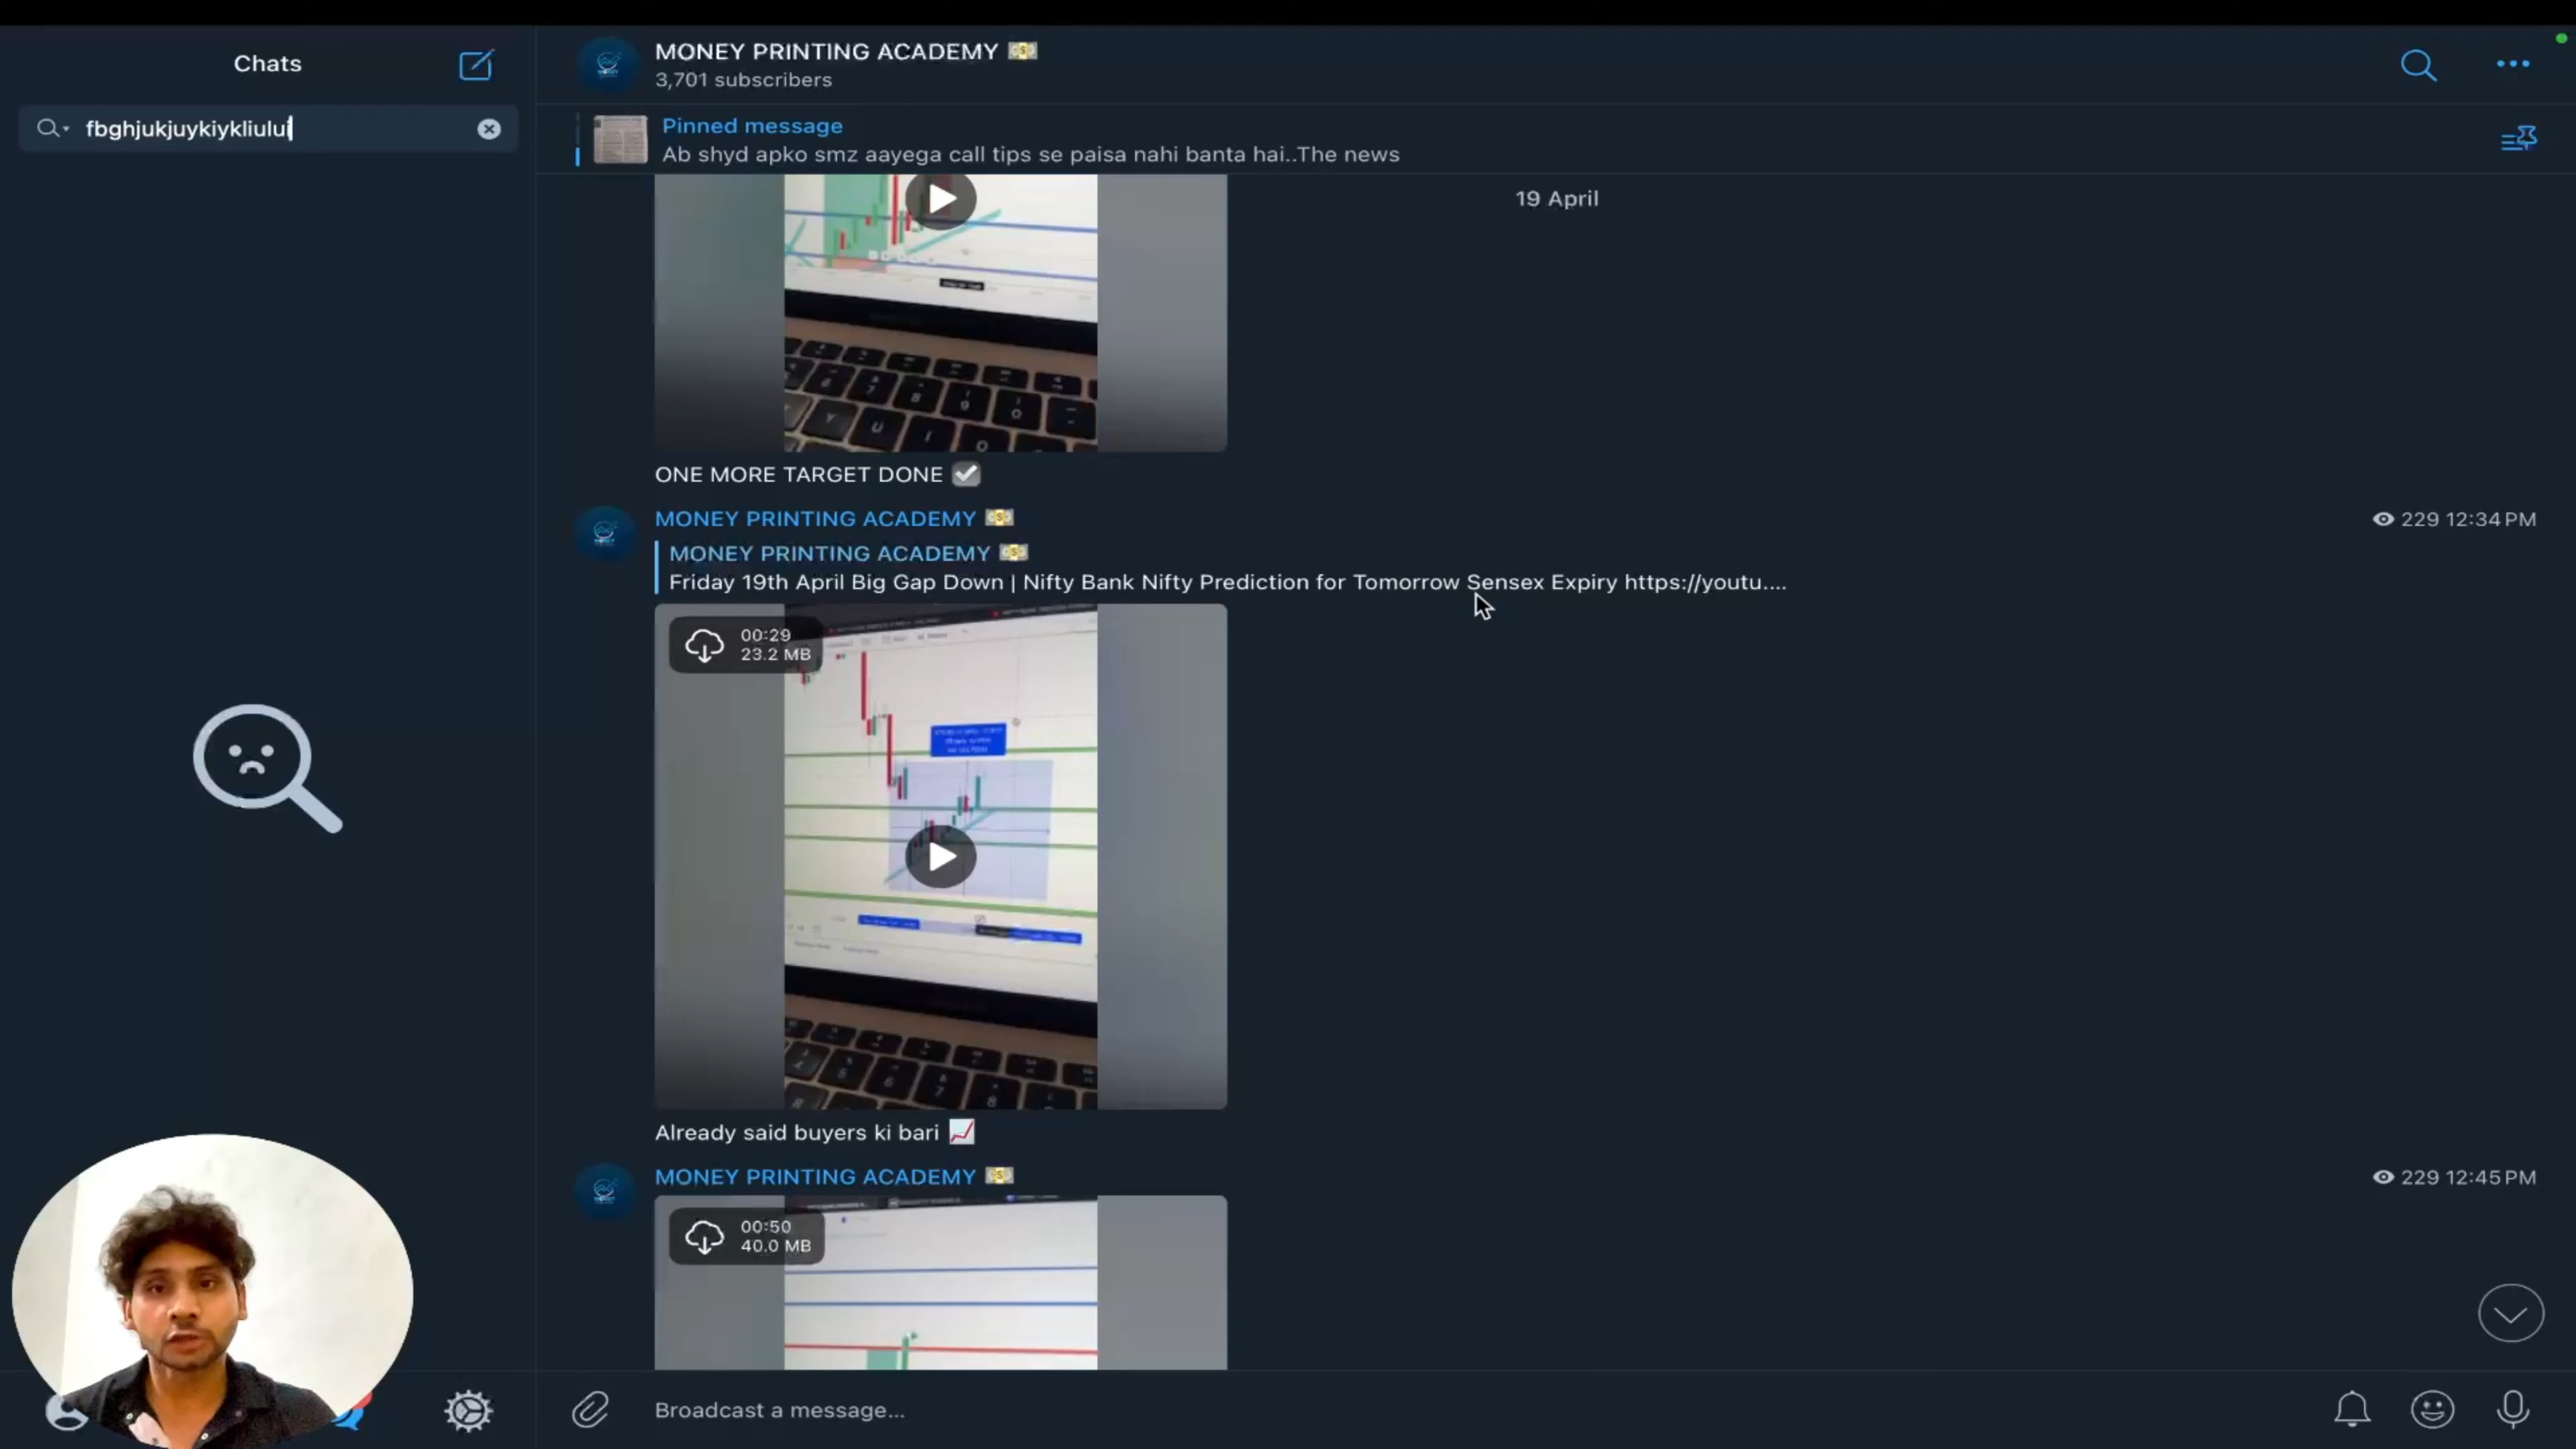 Chats
fbghjukjuykiykliului
MONEY PRINTING ACADEMY
3,701 subscribers
Pinned message
Ab shyd apko smz aayega call tips se paisa nahi banta hai..The news
19 April
ONE MORE TARGET DONE
MONEY PRINTING ACADEMY
229 12:34 PM
MONEY PRINTING ACADEMY
Friday 19th April Big Gap Down | Nifty Bank Nifty Prediction for Tomorrow Sensex Expiry https://youtu....
00:29
23.2 MB
Already said buyers ki bari
MONEY PRINTING ACADEMY
229 12:45 PM
00:50
40.0 MB
Broadcast a message...